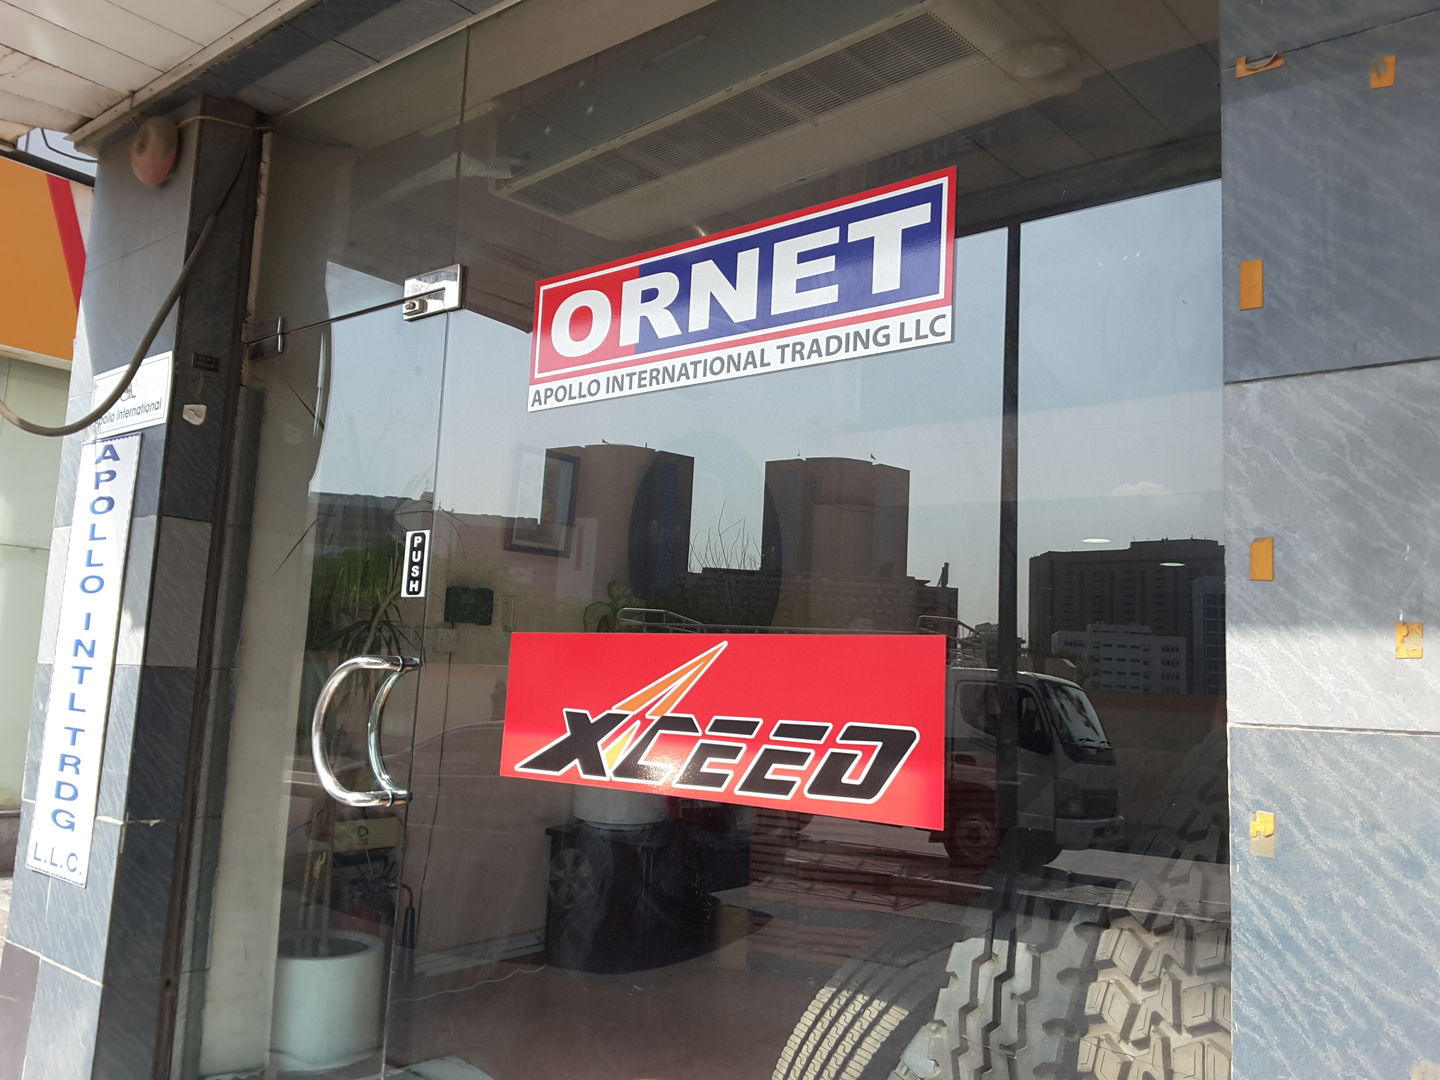 ORNET
APOLLO INTERNATIONAL TRADING LLC
Apollo International
APOLLO INTL TRDG L.L.C.
PUSH
XCEED